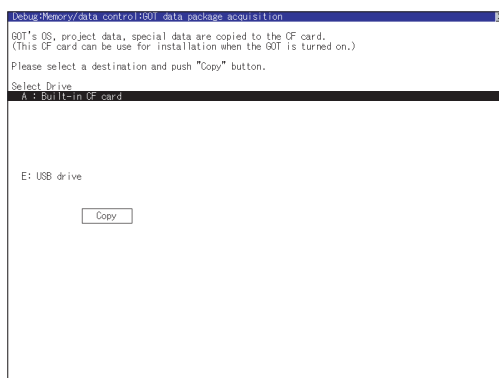 Debug:Memory/data control:GOT data package acquisition
GOT's OS, project data, special data are copied to the CF card.
(This CF card can be use for installation when the GOT is turned on.)
Please select a destination and push "Copy" button.
Select Drive
A : Built-in CF card
E: USB drive
Copy